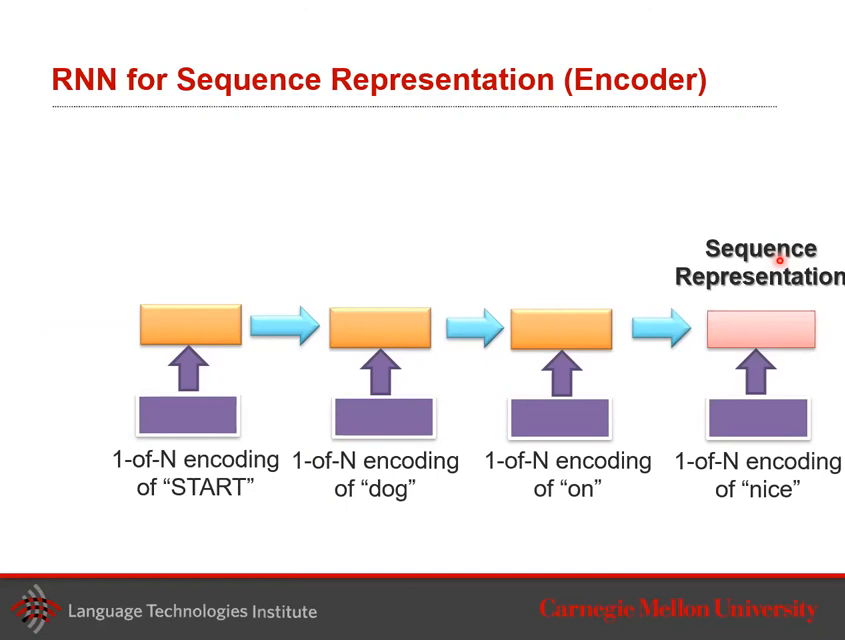 RNN for Sequence Representation (Encoder)
Sequence
Representation
1-of-N encoding
of “START”
1-of-N encoding
of “dog”
1-of-N encoding
of “on”
1-of-N encoding
of “nice”
Language Technologies Institute
Carnegie Mellon University